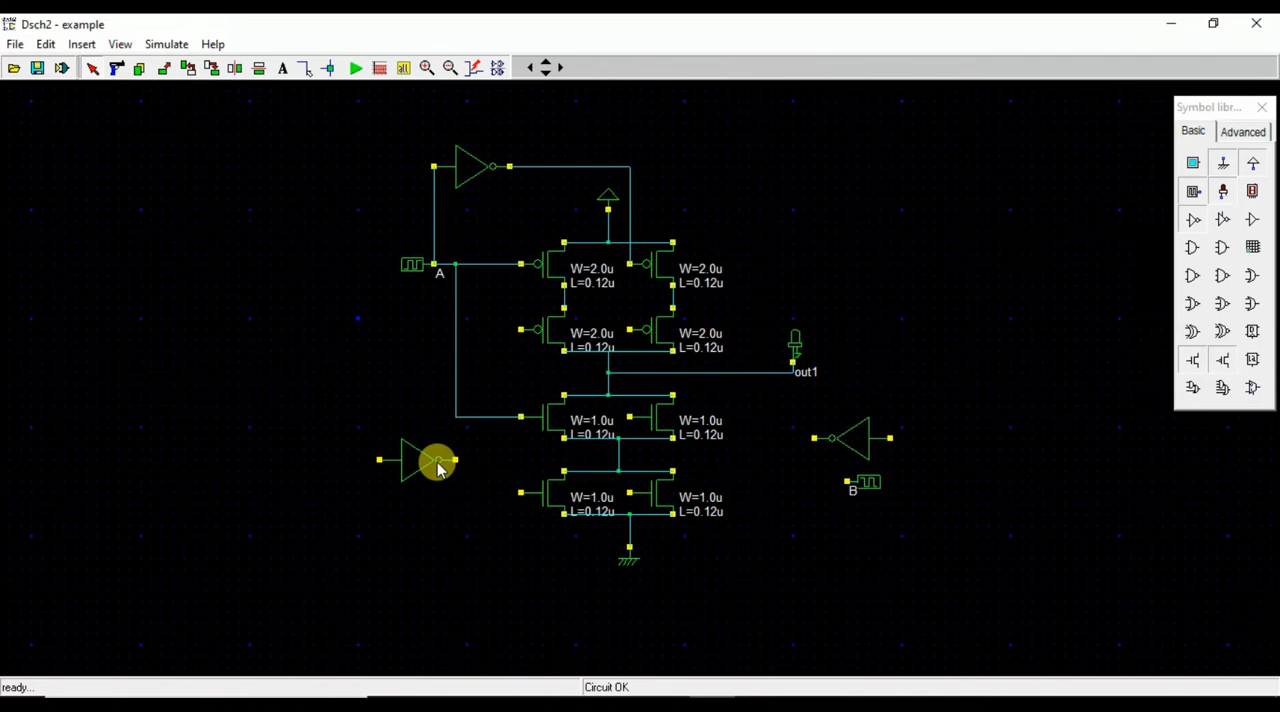 Dsch2 - example
File Edit Insert View Simulate Help
A
Symbol libr...
Basic Advanced
A
W=2.0u W=2.0u
L=0.12u L=0.12u
W=2.0u W=2.0u
L=0.12u L=0.12u
out1
W=1.0u W=1.0u
L=0.12u L=0.12u
B
W=1.0u W=1.0u
L=0.12u L=0.12u
ready... Circuit OK